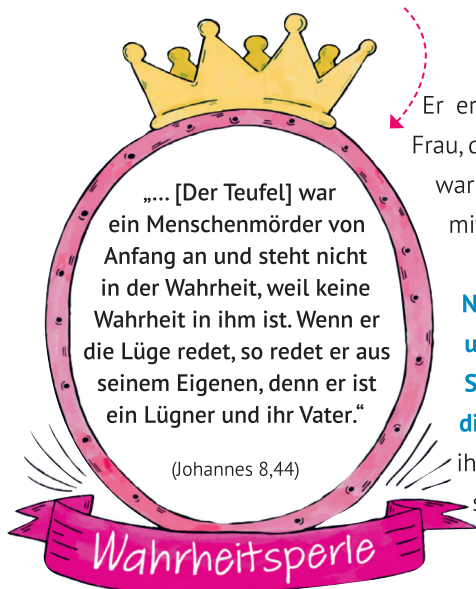 „... [Der Teufel] war
ein Menschenmörder von
Anfang an und steht nicht
in der Wahrheit, weil keine
Wahrheit in ihm ist. Wenn er
die Lüge redet, so redet er aus
seinem Eigenen, denn er ist
ein Lügner und ihr Vater.“
(Johannes 8,44)
Wahrheitsperle
Er
Frau,
war